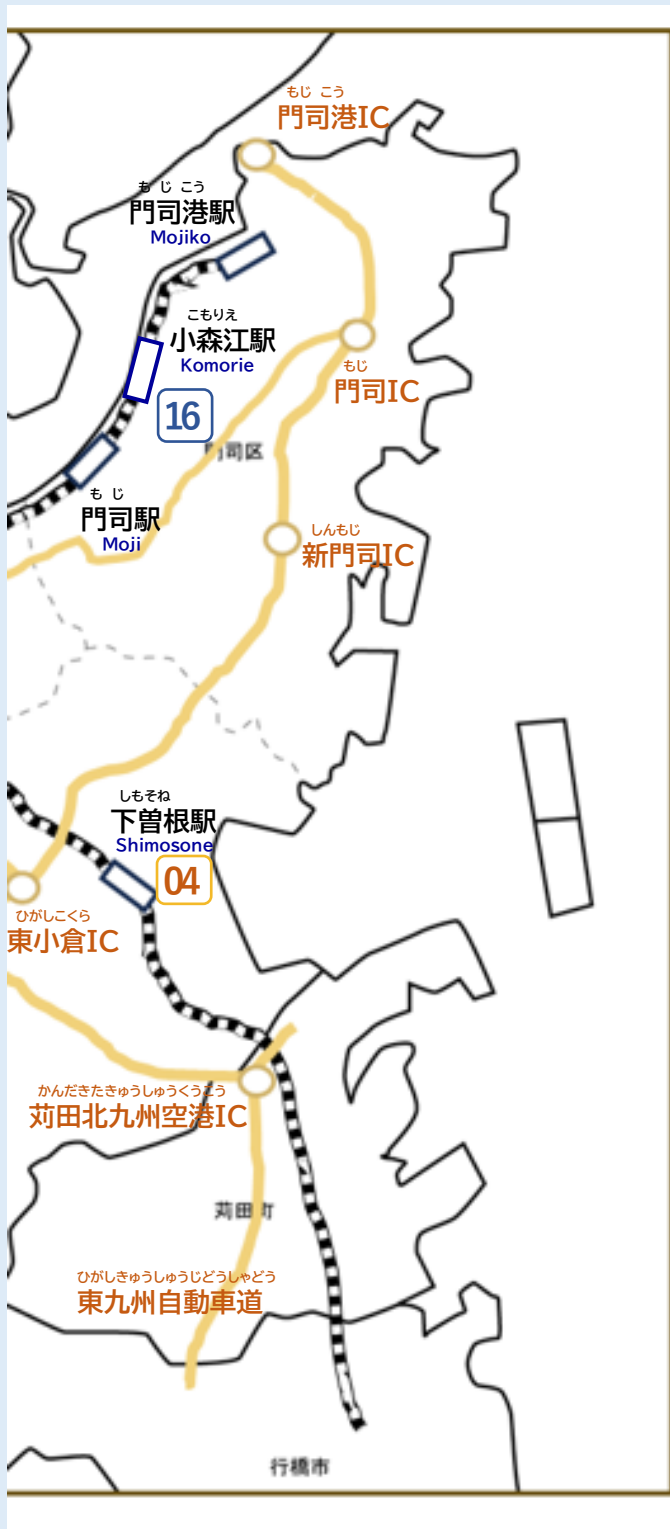 もじ こう
門司港IC
も じ こう
門司港駅
Mojiko
こもりえ
小森江駅
Komorie
もじ
門司IC
16
門司区
も じ
門司駅
Moji
しんもじ
新門司IC
しもそね
下曽根駅
Shimosone
04
ひがしこくら
東小倉IC
かんだきたきゅうしゅうくうこう
苅田北九州空港IC
苅田町
ひがしきゅうしゅうじどうしゃどう
東九州自動車道
行橋市